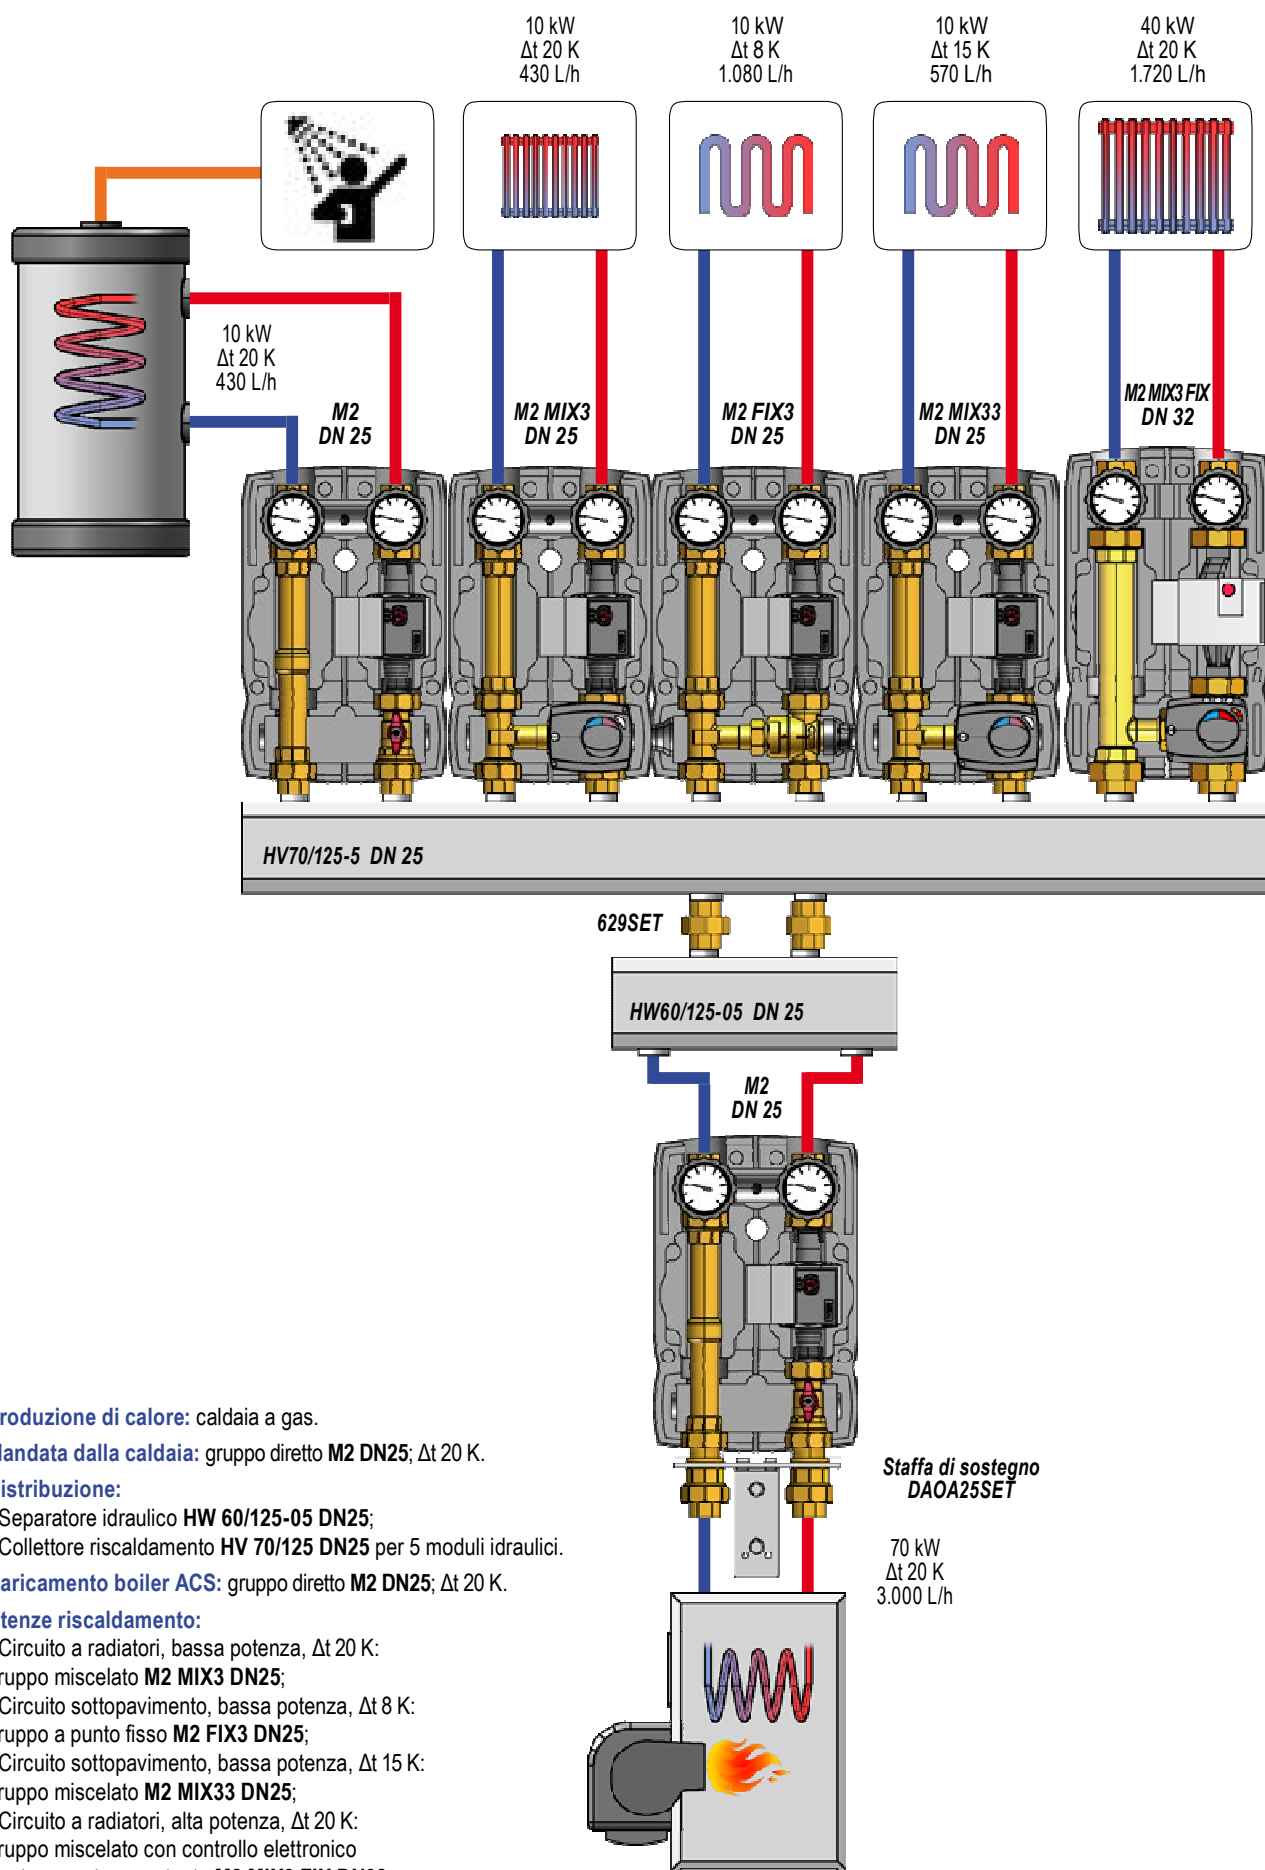 10 kW
Δt 20 K
430 L/h
10 kW
Δt 8 K
1.080 L/h
10 kW
Δt 15 K
570 L/h
40 kW
Δt 20 K
1.720 L/h
10 kW
Δt 20 K
430 L/h
M2
DN 25
M2 MIX3
DN 25
M2 FIX3
DN 25
M2 MIX33
DN 25
M2 MIX3 FIX
DN 32
HV70/125-5 DN 25
629SET
HW60/125-05 DN 25
M2
DN 25
Staffa di sostegno
DAOA25SET
70 kW
Δt 20 K
3.000 L/h
roduzione di calore: caldaia a gas.
landata dalla caldaia: gruppo diretto M2 DN25; Δt 20 K.
istribuzione:
Separatore idraulico HW 60/125-05 DN25;
Collettore riscaldamento HV 70/125 DN25 per 5 moduli idraulici.
aricamento boiler ACS: gruppo diretto M2 DN25; Δt 20 K.
tenze riscaldamento:
Circuito a radiatori, bassa potenza, Δt 20 K:
ruppo miscelato M2 MIX3 DN25;
Circuito sottopavimento, bassa potenza, Δt 8 K:
ruppo a punto fisso M2 FIX3 DN25;
Circuito sottopavimento, bassa potenza, Δt 15 K:
ruppo miscelato M2 MIX33 DN25;
Circuito a radiatori, alta potenza, Δt 20 K:
ruppo miscelato con controllo elettronico